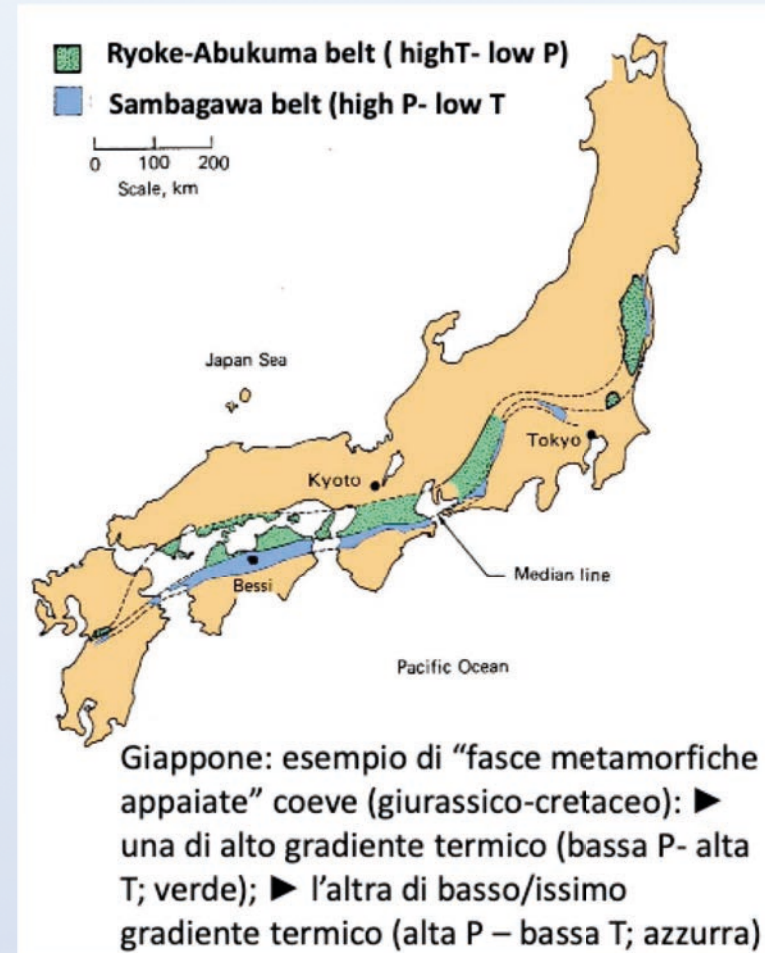 Ryoke-Abukuma belt ( highT- low P)
Sambagawa belt (high P- low T
0 100 200
Scale, km
Japan Sea
Tokyo
Kyoto
Median line
Bessi
Pacific Ocean
Giappone: esempio di “fasce metamorfiche
appaiate” coeve (giurassico-cretaceo): ►
una di alto gradiente termico (bassa P- alta
T; verde); ► l’altra di basso/issimo
gradiente termico (alta P – bassa T; azzurra)